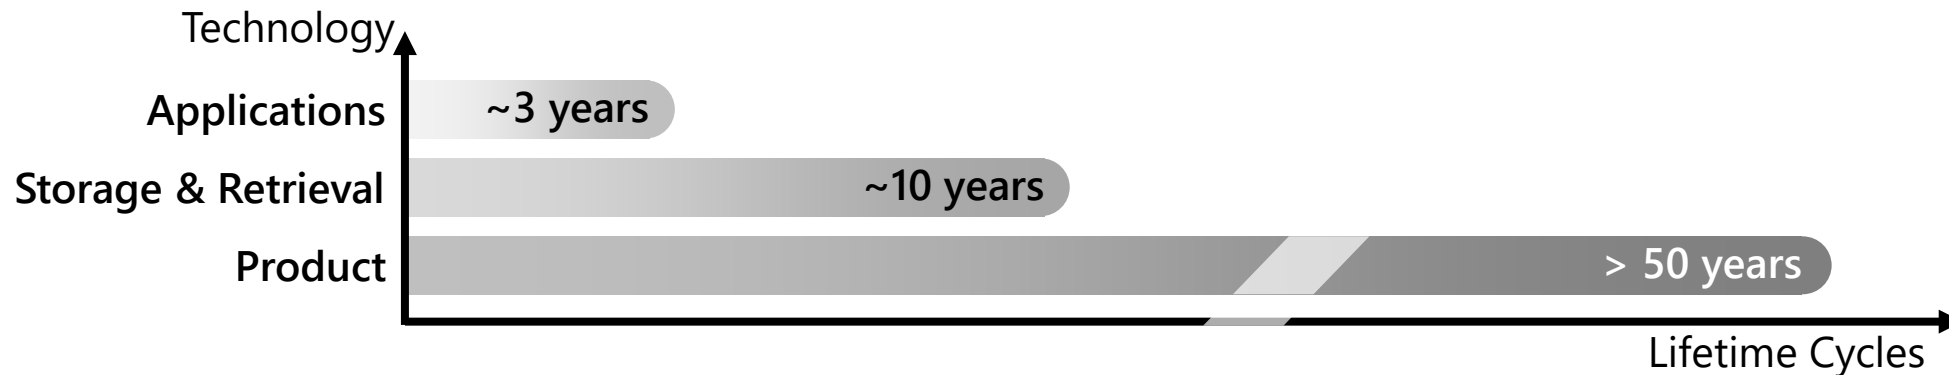 Technology
Applications ~3 years
Storage & Retrieval ~10 years
Product > 50 years
Lifetime Cycles